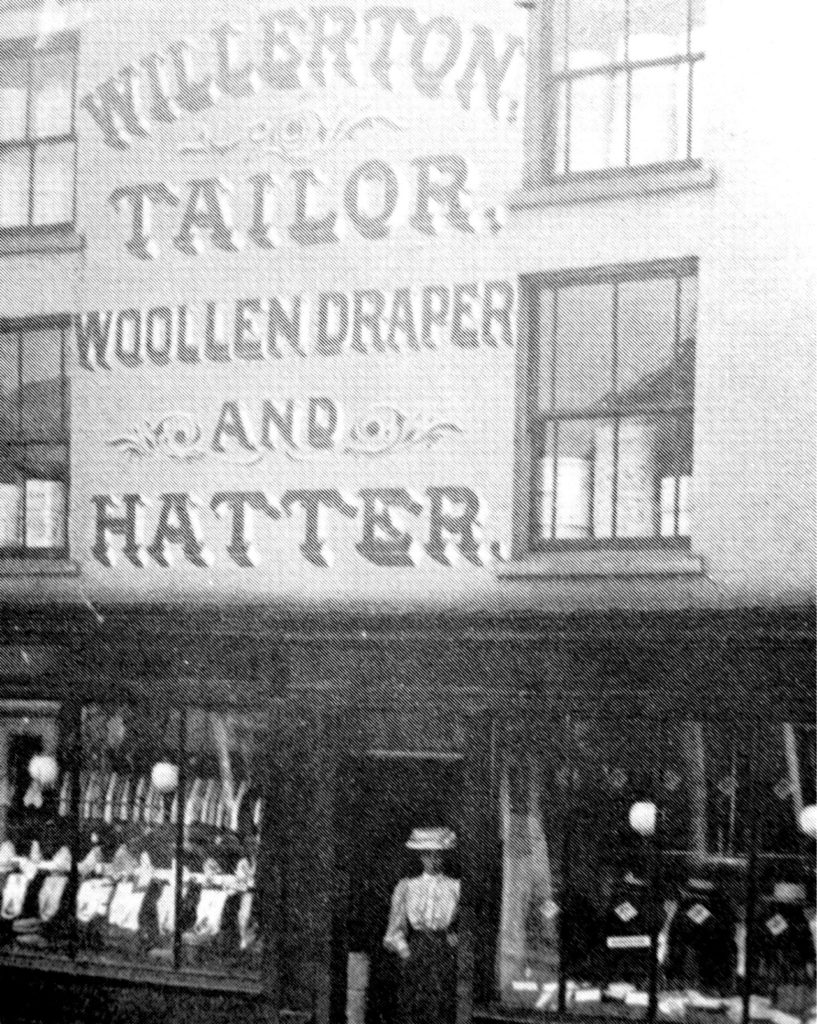 WILLERTON,
TAILOR,
WOOLLEN DRAPER
AND
HATTER.